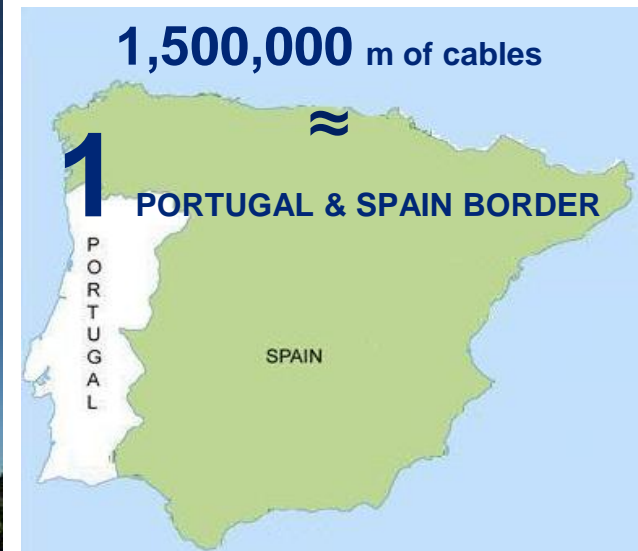 1,500,000 m of cables
≈
1 PORTUGAL & SPAIN BORDER
PORTUGAL
SPAIN